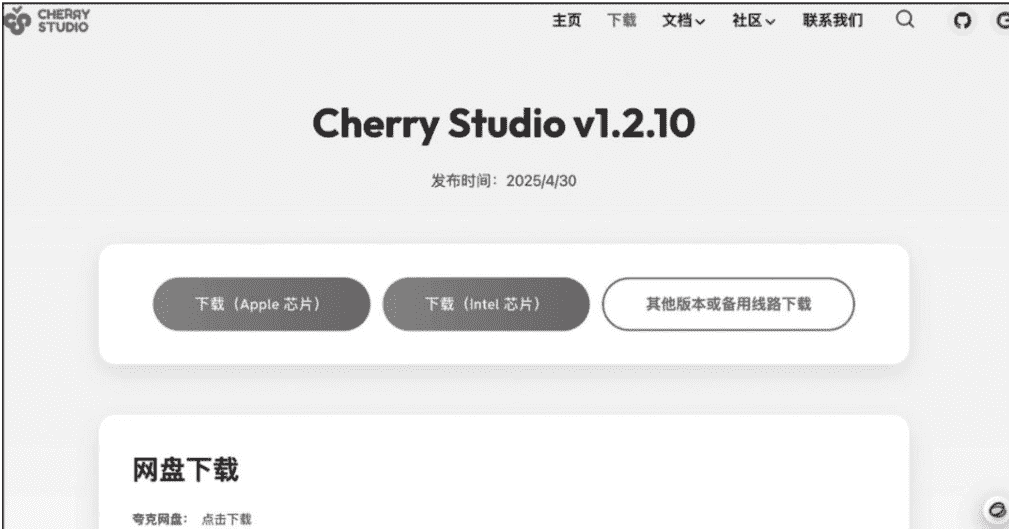 CHERRY
STUDIO
主页 下载 文档 社区 联系我们
Cherry Studio v1.2.10
发布时间：2025/4/30
下载（Apple 芯片） 下载（Intel 芯片） 其他版本或备用线路下载
网盘下载
夸克网盘： 点击下载